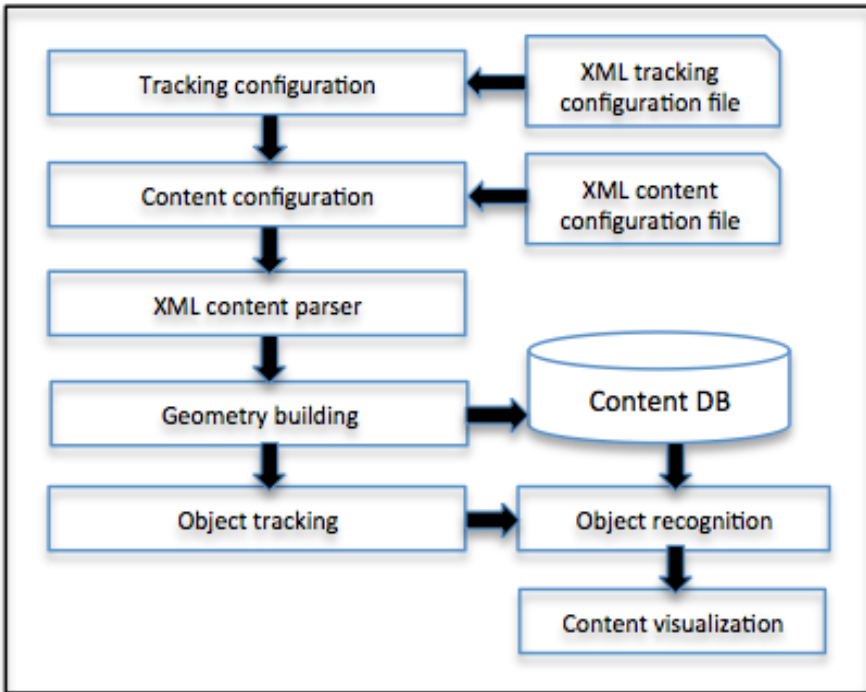 Tracking configuration
XML tracking
configuration file
Content configuration
XML content
configuration file
XML content parser
Geometry building
Content DB
Object tracking
Object recognition
Content visualization